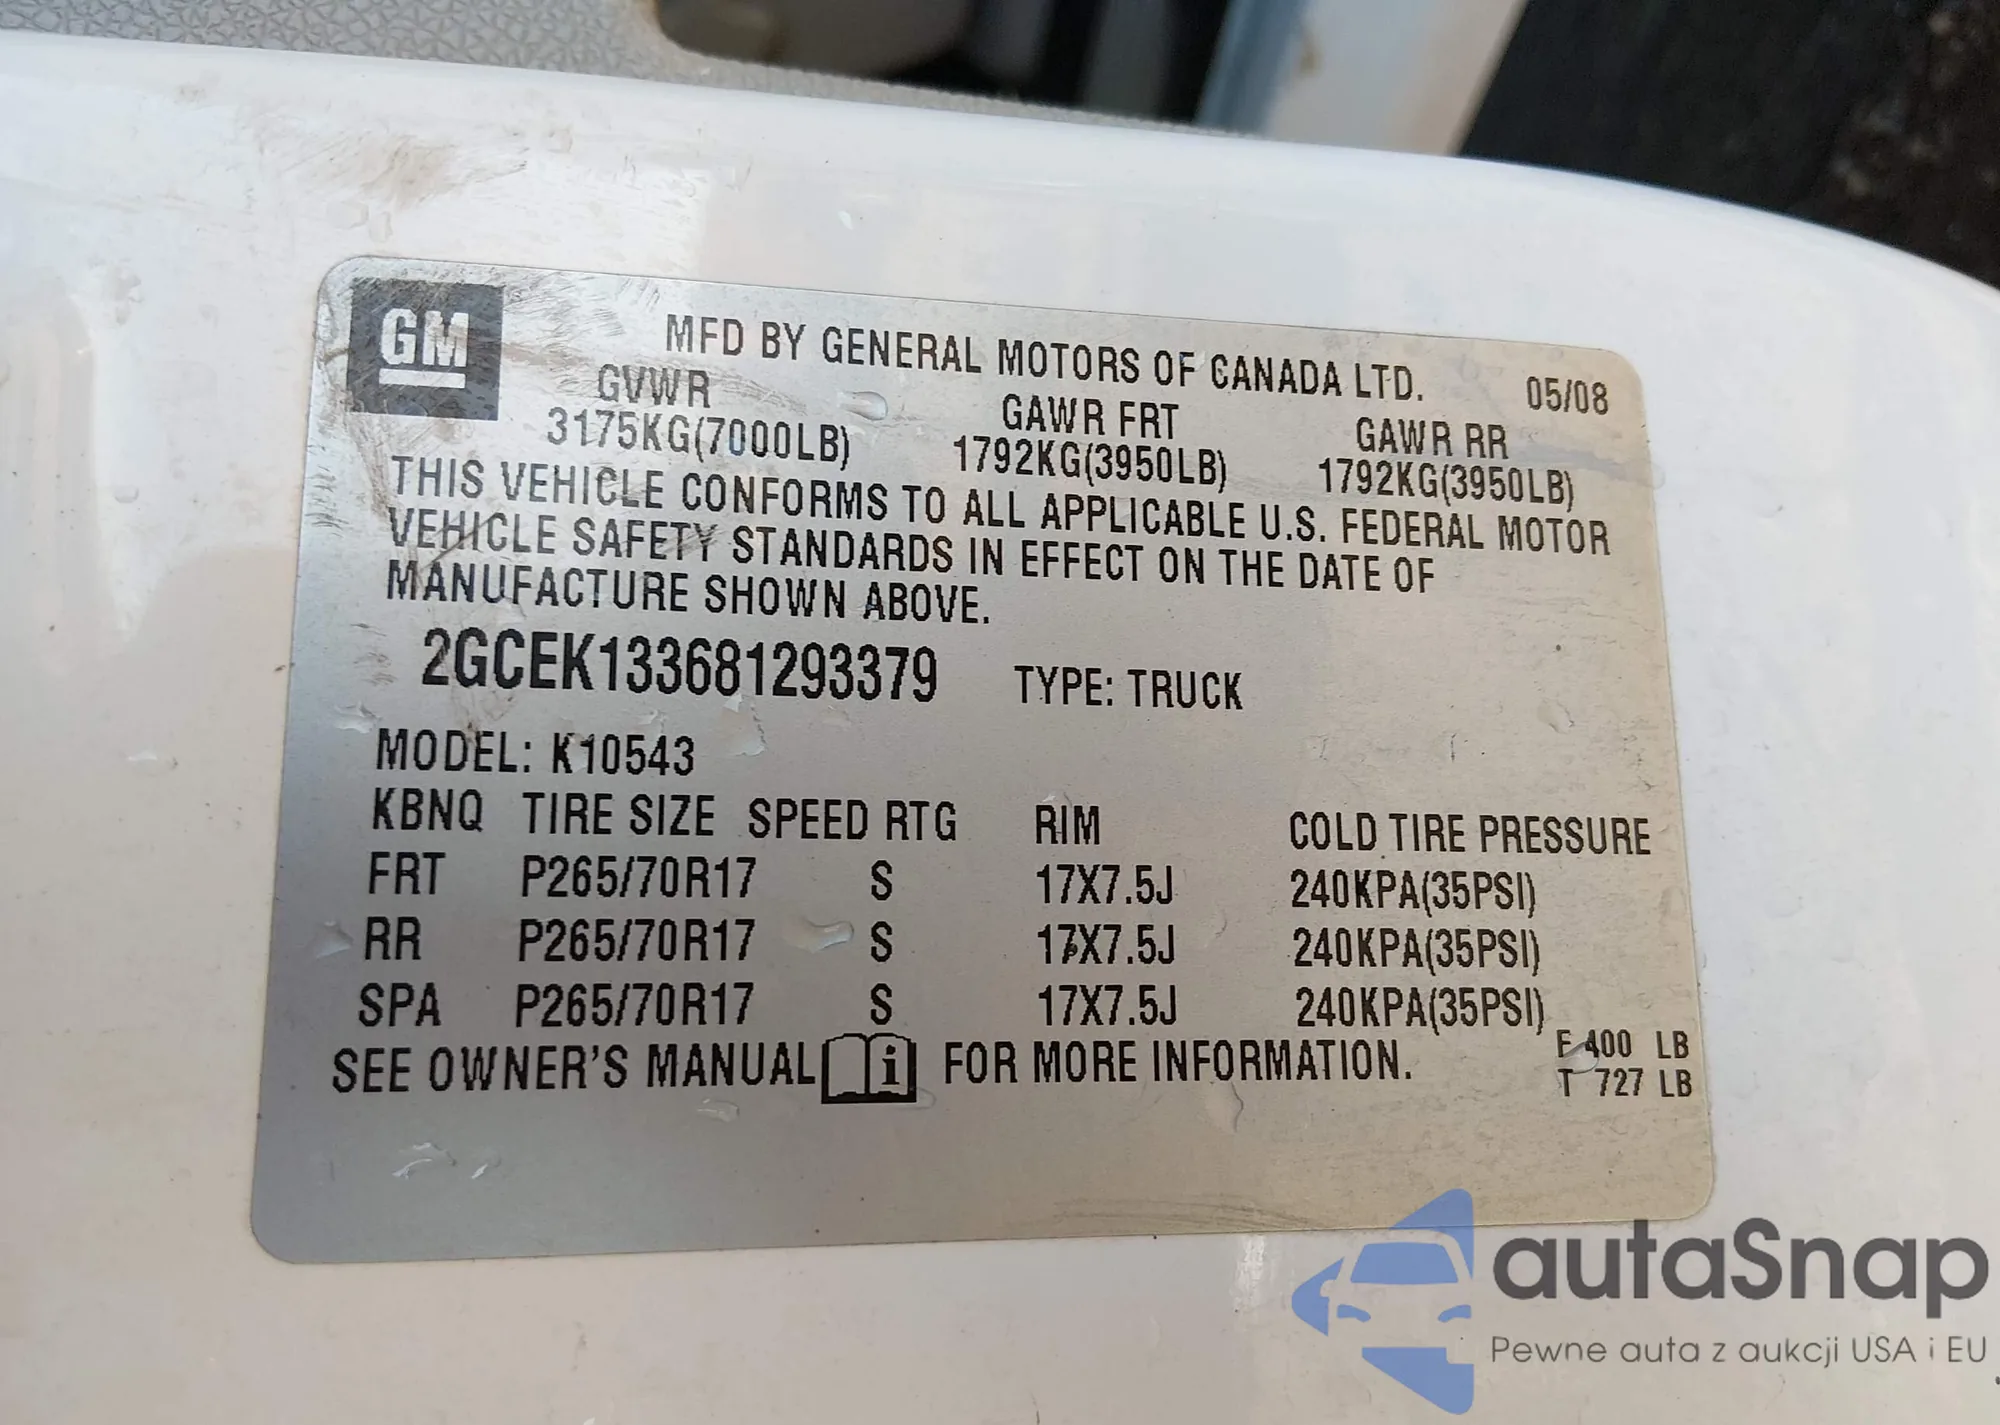 GM
MFD BY GENERAL MOTORS OF CANADA LTD. 05/08
GVWR GAWR FRT GAWR RR
3175KG(7000LB) 1792KG(3950LB) 1792KG(3950LB)
THIS VEHICLE CONFORMS TO ALL APPLICABLE U.S. FEDERAL MOTOR
VEHICLE SAFETY STANDARDS IN EFFECT ON THE DATE OF
MANUFACTURE SHOWN ABOVE.
2GCEK133681293379 TYPE: TRUCK
MODEL: K10543
KBNQ TIRE SIZE SPEED RTG RIM COLD TIRE PRESSURE
FRT P265/70R17 S 17X7.5J 240KPA(35PSI)
RR P265/70R17 S 17X7.5J 240KPA(35PSI)
SPA P265/70R17 S 17X7.5J 240KPA(35PSI)
SEE OWNER'S MANUAL i FOR MORE INFORMATION.
F 400 LB
T 727 LB
autaSnap
Pewne auta z aukcji USA i EU